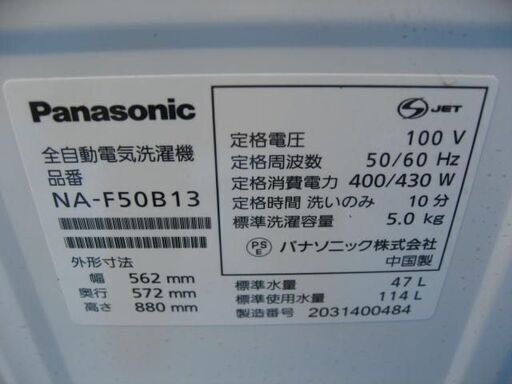 Panasonic
全自動電気洗濯機
品番
NA-F50B13
外形寸法
幅 562 mm
奥行 572 mm
高さ 880 mm
S JET
定格電圧 100 V
定格周波数 50/60 Hz
定格消費電力 400/430 W
定格時間 洗いのみ 10 分
標準洗濯容量 5.0 kg
PS E パナソニック株式会社
中国製
標準水量 47 L
標準使用水量 114 L
製造番号 2031400484